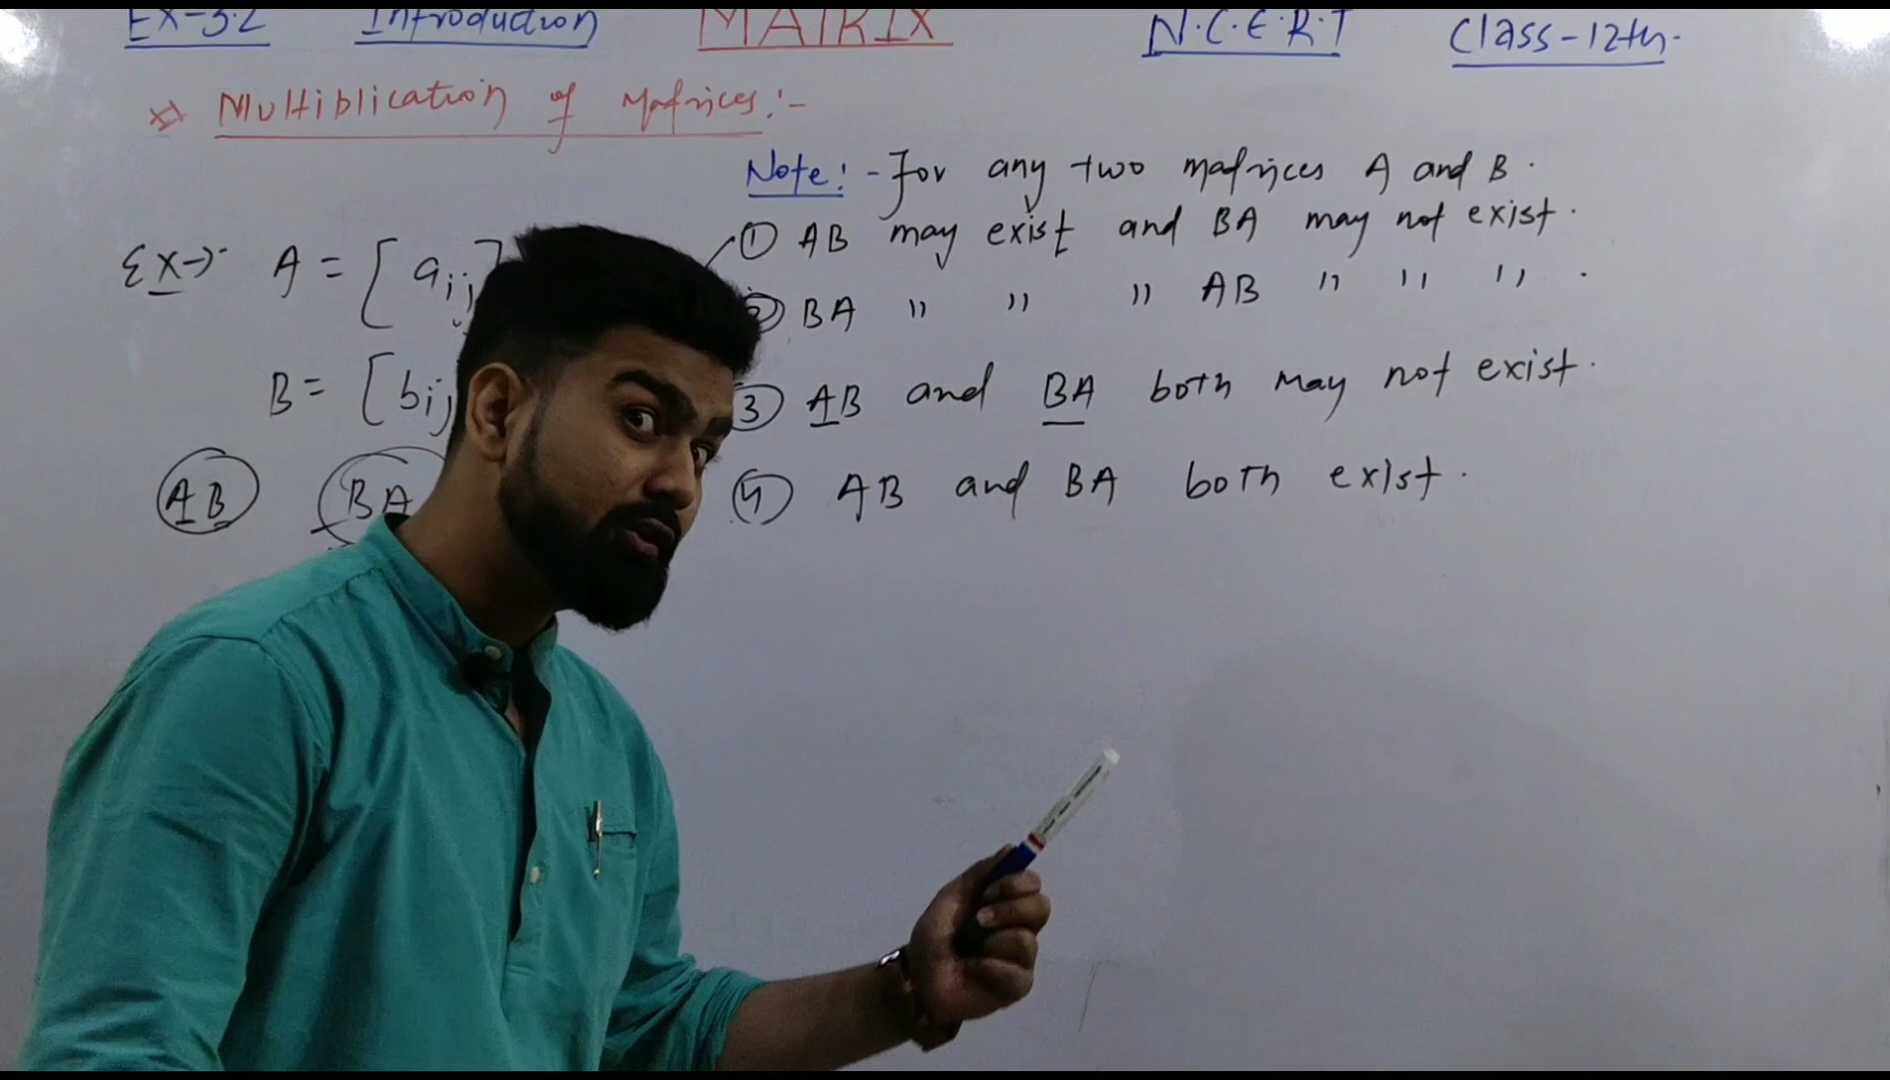 Ex-3.2 Introduction MATRIX N.C.E.R.T Class-12th.
Multiplication of Matrices:-
Note:- For any two matrices A and B.
① AB may exist and BA may not exist.
② BA " " " AB " " " .
③ AB and BA both may not exist.
④ AB and BA both exist.
Ex→ A = [aij]
B = [bij
AB BA